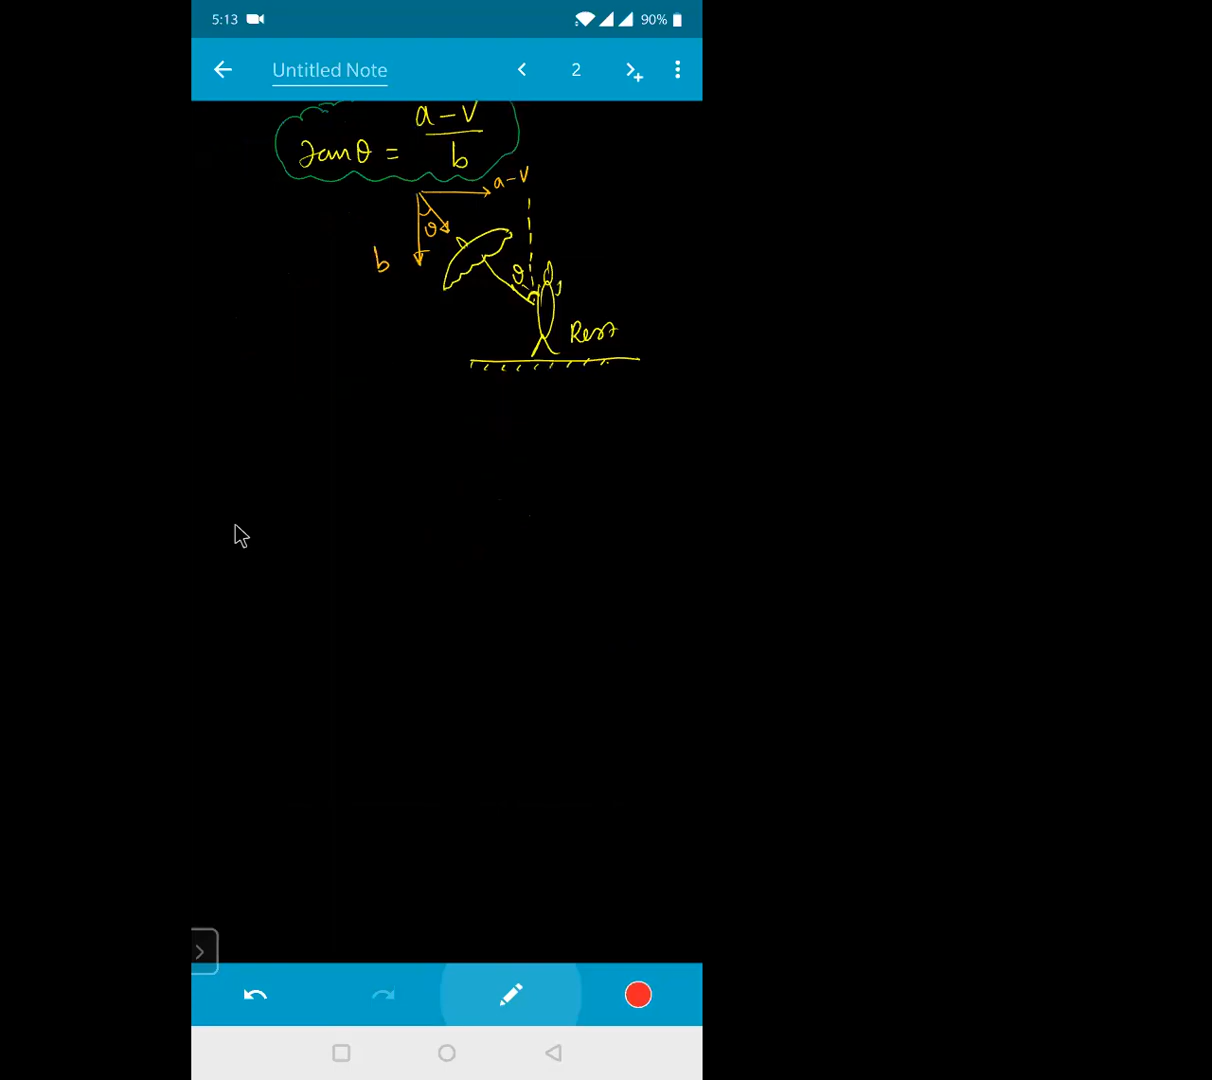 5:13 90%
Untitled Note 2
a - v
tan θ =
b
a - v
θ
b
θ
Rest